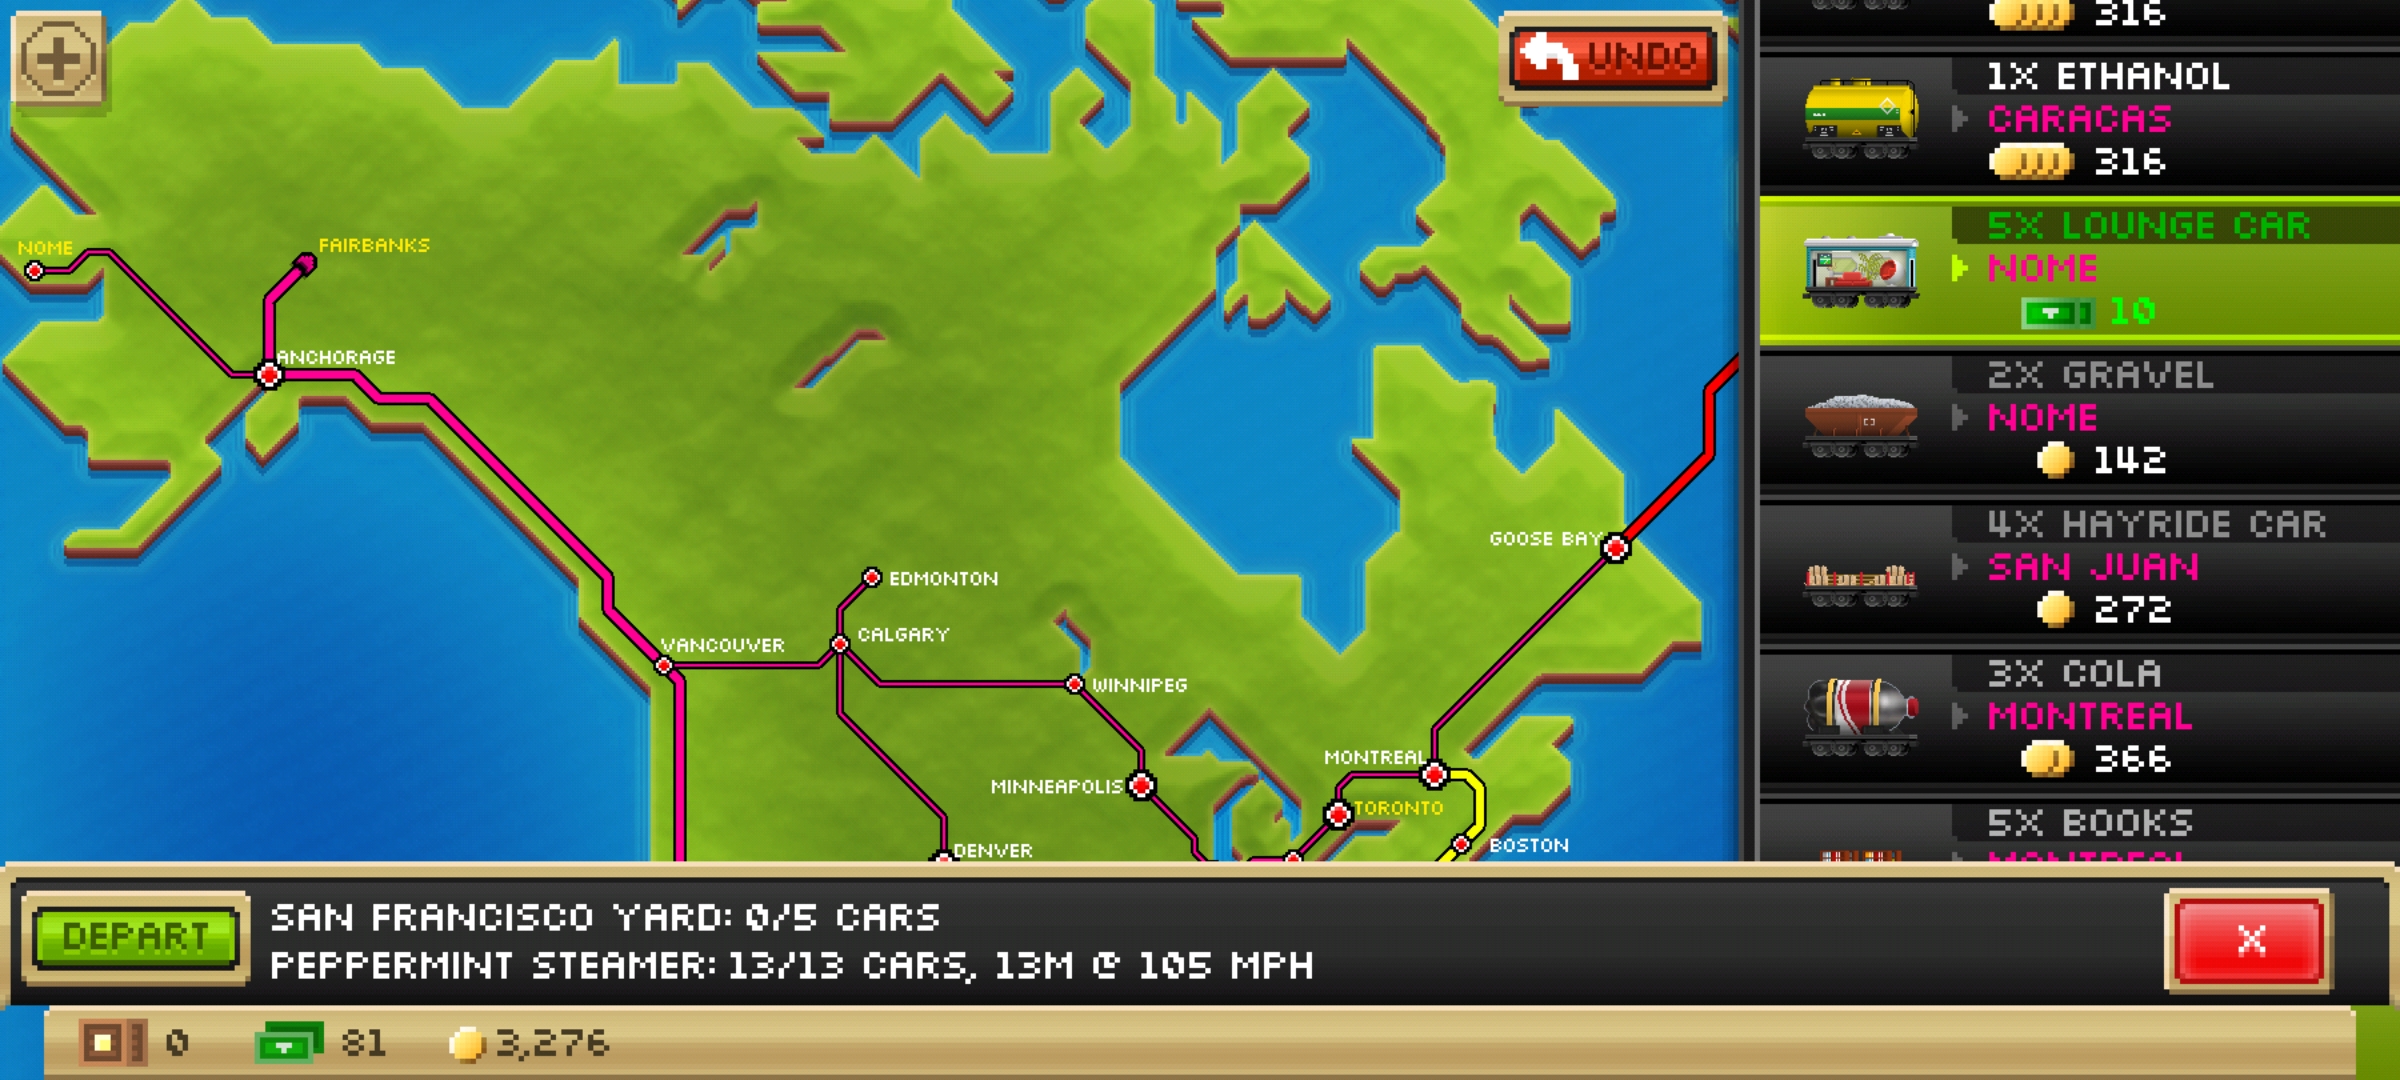 316
UNDO
1X ETHANOL
CARACAS
316
5X LOUNGE CAR
NOME
10
2X GRAVEL
NOME
142
4X HAYRIDE CAR
SAN JUAN
272
3X COLA
MONTREAL
366
5X BOOKS
MONTREAL
NOME
FAIRBANKS
ANCHORAGE
GOOSE BAY
EDMONTON
CALGARY
VANCOUVER
WINNIPEG
MONTREAL
MINNEAPOLIS
TORONTO
BOSTON
DENVER
DEPART
SAN FRANCISCO YARD: 0/5 CARS
PEPPERMINT STEAMER: 13/13 CARS, 13M @ 105 MPH
X
0
81
3,276